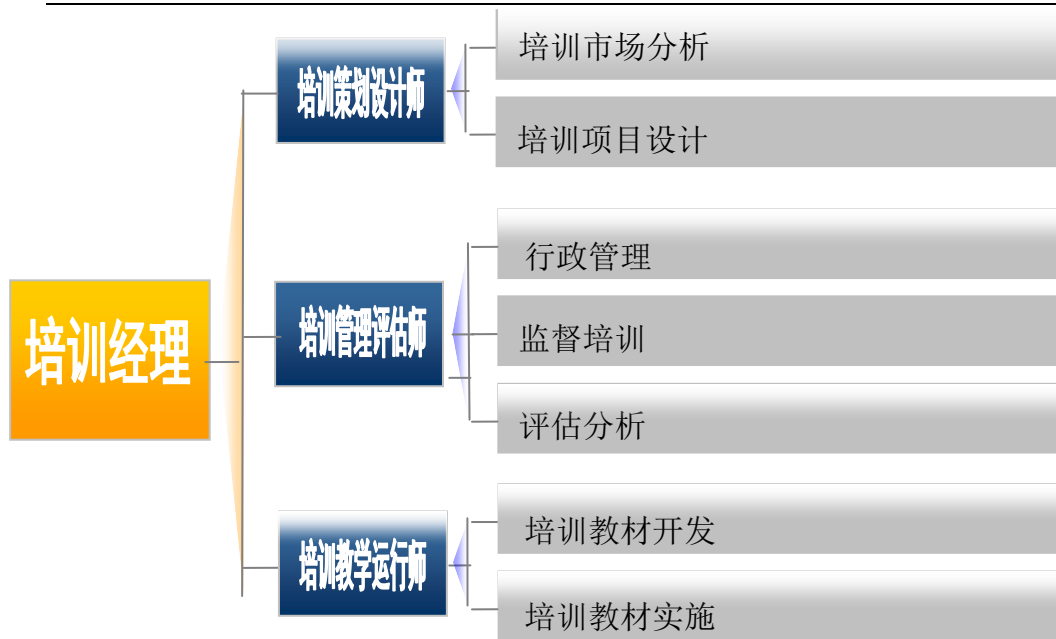 培训经理
培训策划设计师
培训市场分析
培训项目设计
培训管理评估师
行政管理
监督培训
评估分析
培训教学运行师
培训教材开发
培训教材实施